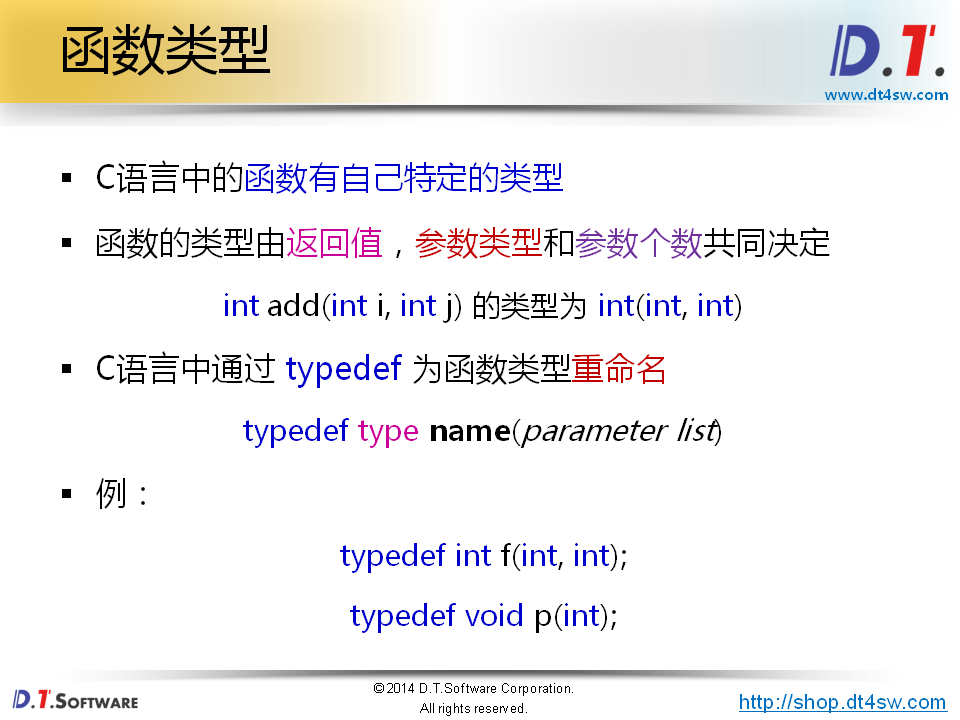 函数类型
D.T.
www.dt4sw.com
▪ C语言中的函数有自己特定的类型
▪ 函数的类型由返回值，参数类型和参数个数共同决定
int add(int i, int j) 的类型为 int(int, int)
▪ C语言中通过 typedef 为函数类型重命名
typedef type name(parameter list)
▪ 例：
typedef int f(int, int);
typedef void p(int);
D.T.SOFTWARE
©2014 D.T.Software Corporation.
All rights reserved.
http://shop.dt4sw.com